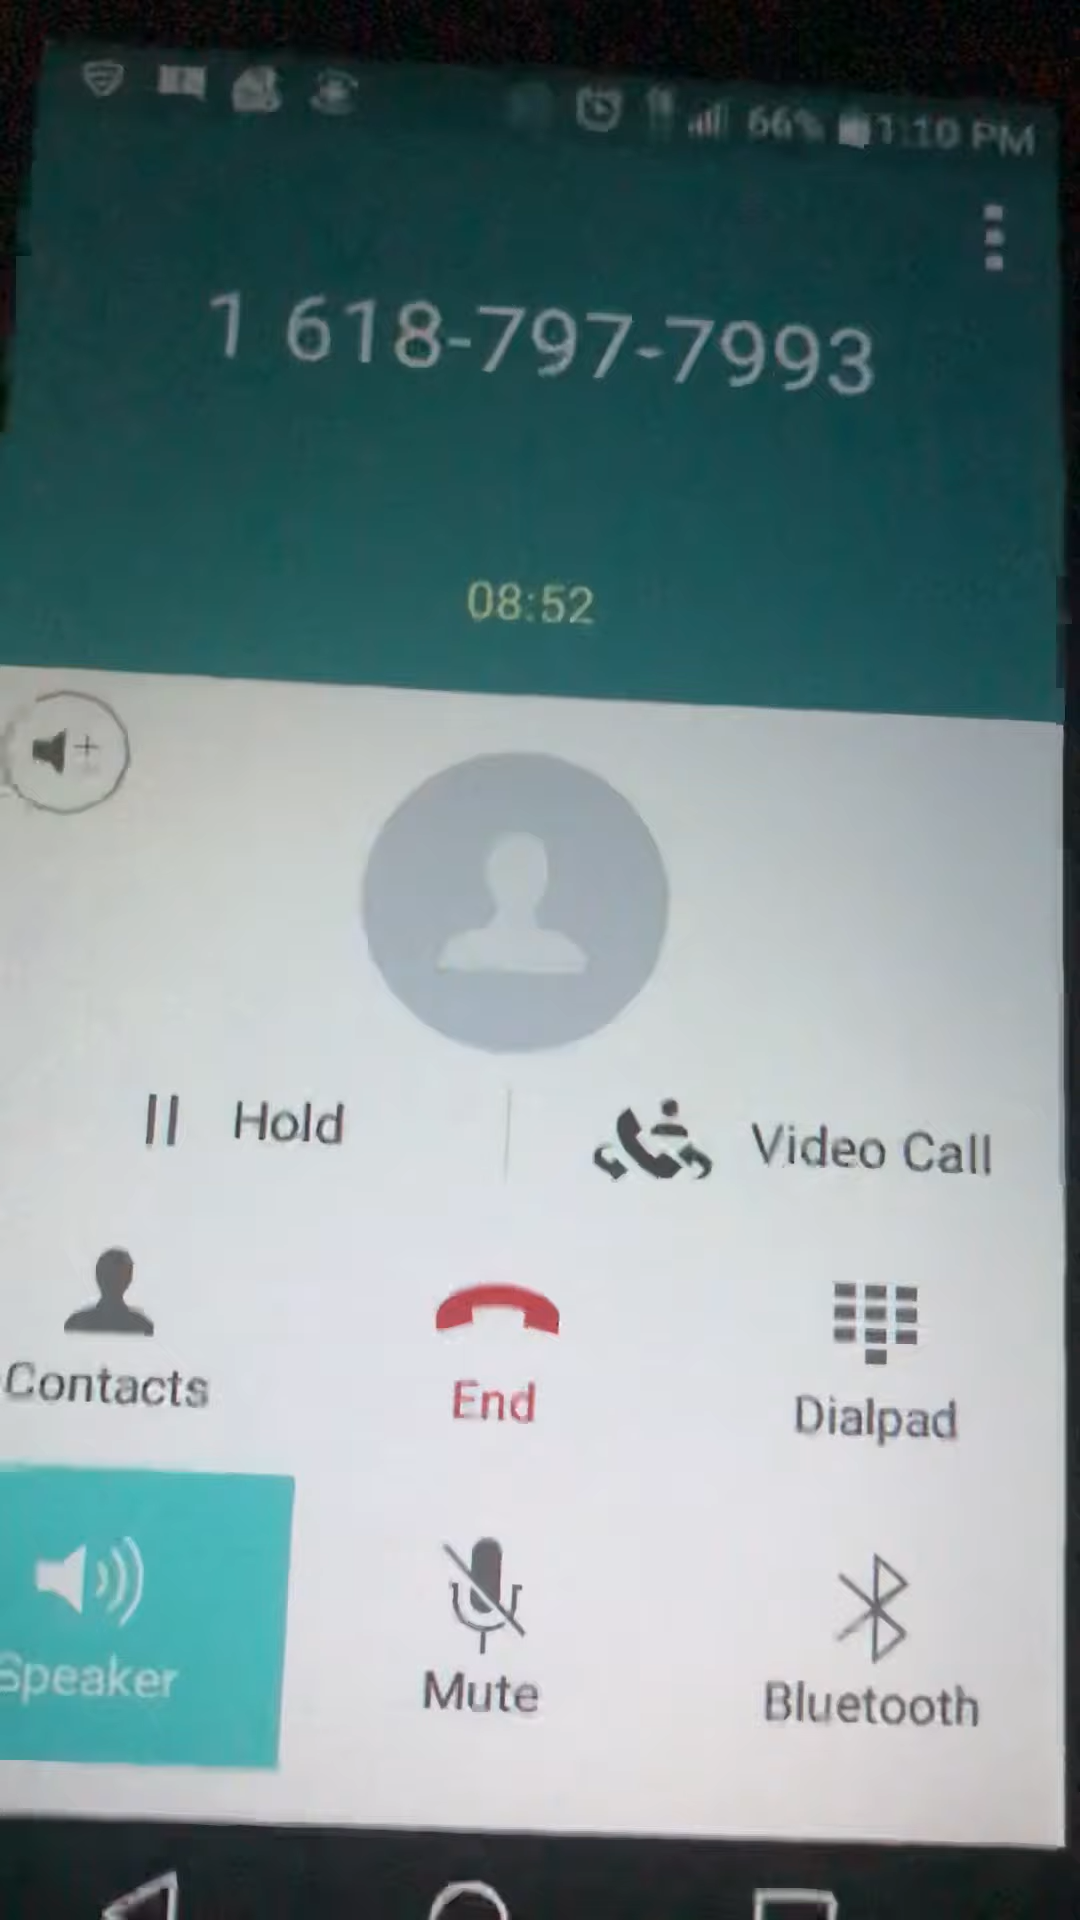 66% 1:10 PM
1 618-797-7993
08:52
Hold
Video Call
Contacts
End
Dialpad
Speaker
Mute
Bluetooth